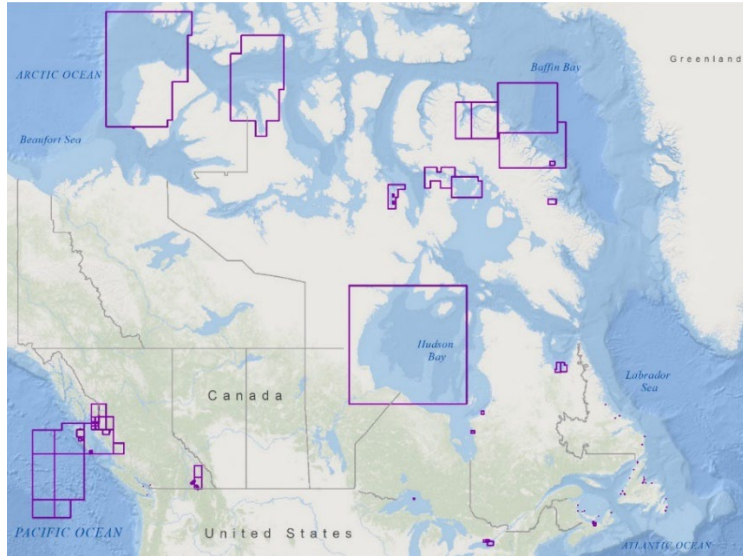 Greenland
Baffin Bay
ARCTIC OCEAN
Beaufort Sea
Hudson
Bay
Labrador
Sea
Canada
PACIFIC OCEAN
United States
ATLANTIC OCEAN